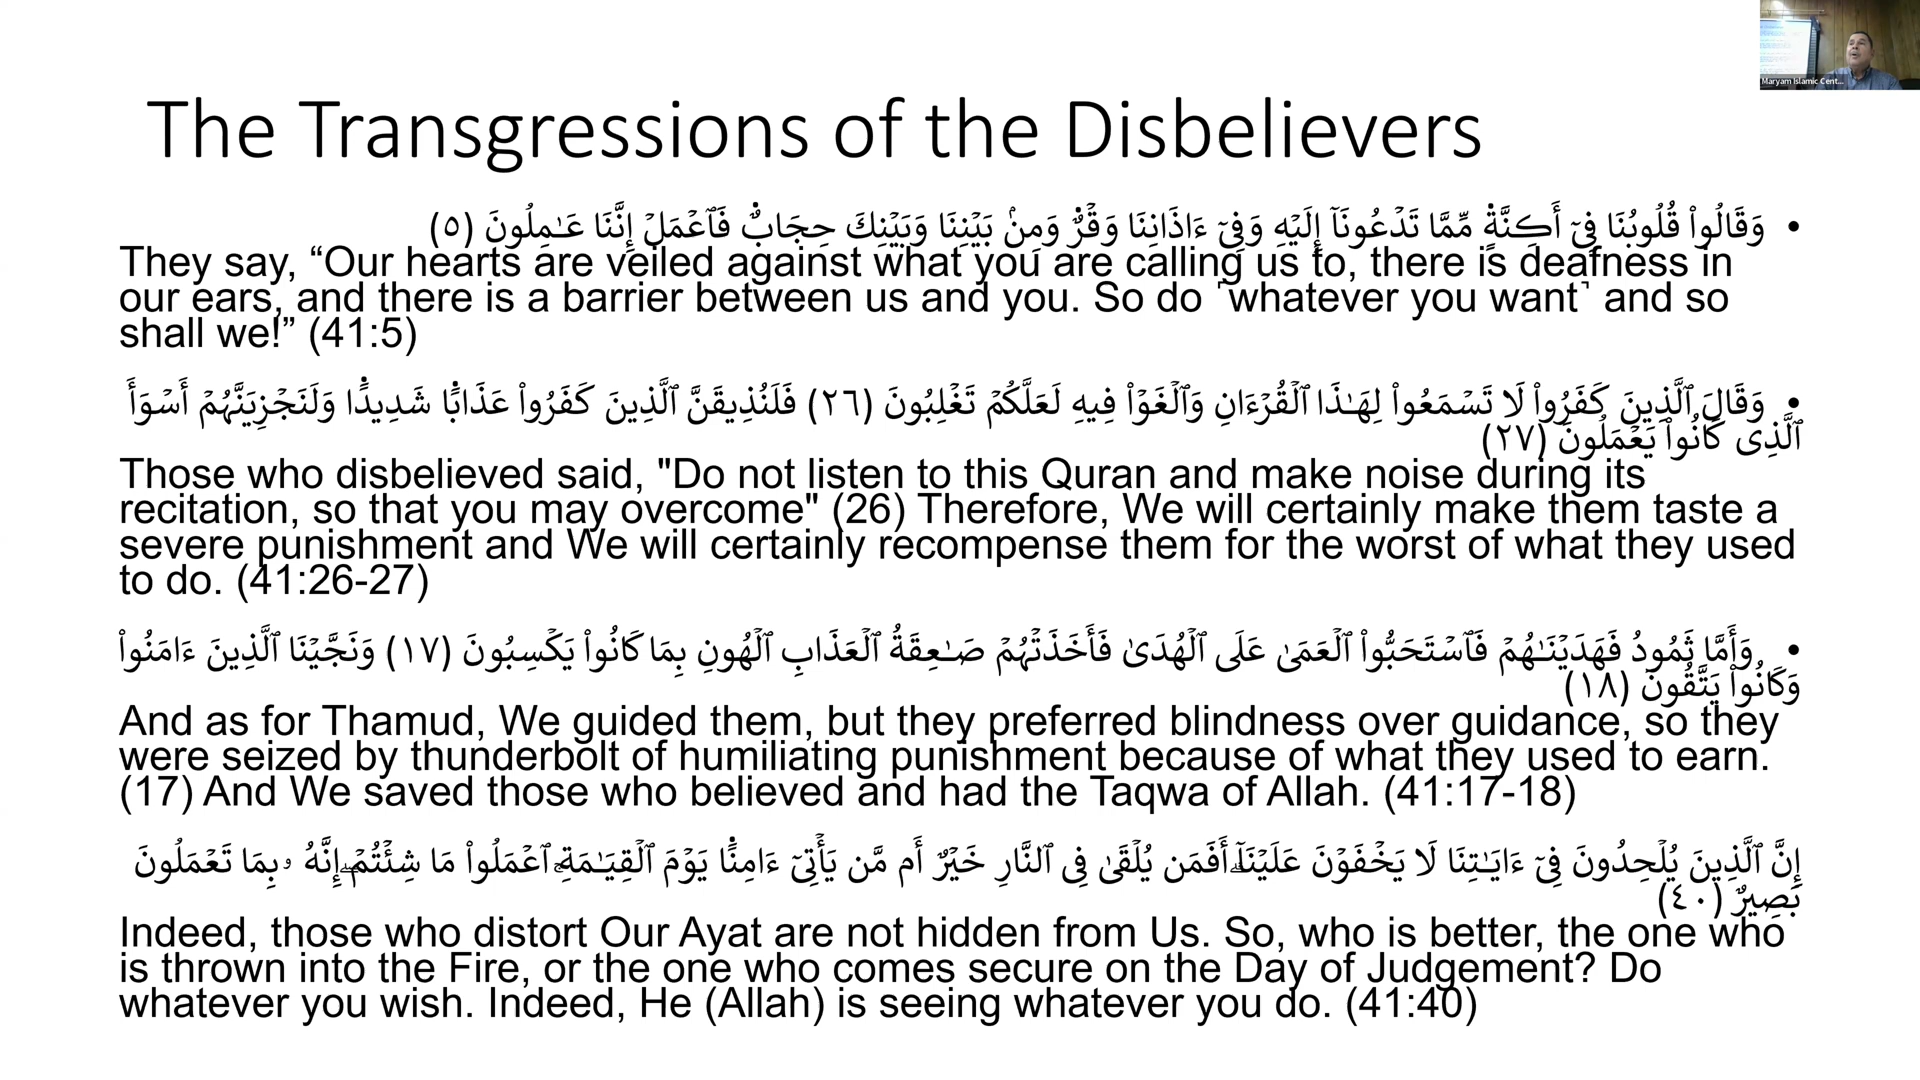 Maryam Islamic Cent...
The Transgressions of the Disbelievers
• وَقَالُوا۟ قُلُوبُنَا فِىٓ أَكِنَّةٍۢ مِّمَّا تَدْعُونَآ إِلَيْهِ وَفِىٓ ءَاذَانِنَا وَقْرٌۭ وَمِنۢ بَيْنِنَا وَبَيْنِكَ حِجَابٌۭ فَٱعْمَلْ إِنَّنَا عَـٰمِلُونَ (٥)
They say, “Our hearts are veiled against what you are calling us to, there is deafness in
our ears, and there is a barrier between us and you. So do ˹whatever you want˺ and so
shall we!” (41:5)
• وَقَالَ ٱلَّذِينَ كَفَرُوا۟ لَا تَسْمَعُوا۟ لِهَـٰذَا ٱلْقُرْءَانِ وَٱلْغَوْا۟ فِيهِ لَعَلَّكُمْ تَغْلِبُونَ (٢٦) فَلَنُذِيقَنَّ ٱلَّذِينَ كَفَرُوا۟ عَذَابًۭا شَدِيدًۭا وَلَنَجْزِيَنَّهُمْ أَسْوَأَ
ٱلَّذِى كَانُوا۟ يَعْمَلُونَ (٢٧)
Those who disbelieved said, "Do not listen to this Quran and make noise during its
recitation, so that you may overcome" (26) Therefore, We will certainly make them taste a
severe punishment and We will certainly recompense them for the worst of what they used
to do. (41:26-27)
• وَأَمَّا ثَمُودُ فَهَدَيْنَـٰهُمْ فَٱسْتَحَبُّوا۟ ٱلْعَمَىٰ عَلَى ٱلْهُدَىٰ فَأَخَذَتْهُمْ صَـٰعِقَةُ ٱلْعَذَابِ ٱلْهُونِ بِمَا كَانُوا۟ يَكْسِبُونَ (١٧) وَنَجَّيْنَا ٱلَّذِينَ ءَامَنُوا۟
وَكَانُوا۟ يَتَّقُونَ (١٨)
And as for Thamud, We guided them, but they preferred blindness over guidance, so they
were seized by thunderbolt of humiliating punishment because of what they used to earn.
(17) And We saved those who believed and had the Taqwa of Allah. (41:17-18)
إِنَّ ٱلَّذِينَ يُلْحِدُونَ فِىٓ ءَايَـٰتِنَا لَا يَخْفَوْنَ عَلَيْنَآ ۗ أَفَمَن يُلْقَىٰ فِى ٱلنَّارِ خَيْرٌ أَم مَّن يَأْتِىٓ ءَامِنًۭا يَوْمَ ٱلْقِيَـٰمَةِ ۚ ٱعْمَلُوا۟ مَا شِئْتُمْ ۖ إِنَّهُۥ بِمَا تَعْمَلُونَ
بَصِيرٌ (٤٠)
Indeed, those who distort Our Ayat are not hidden from Us. So, who is better, the one who
is thrown into the Fire, or the one who comes secure on the Day of Judgement? Do
whatever you wish. Indeed, He (Allah) is seeing whatever you do. (41:40)